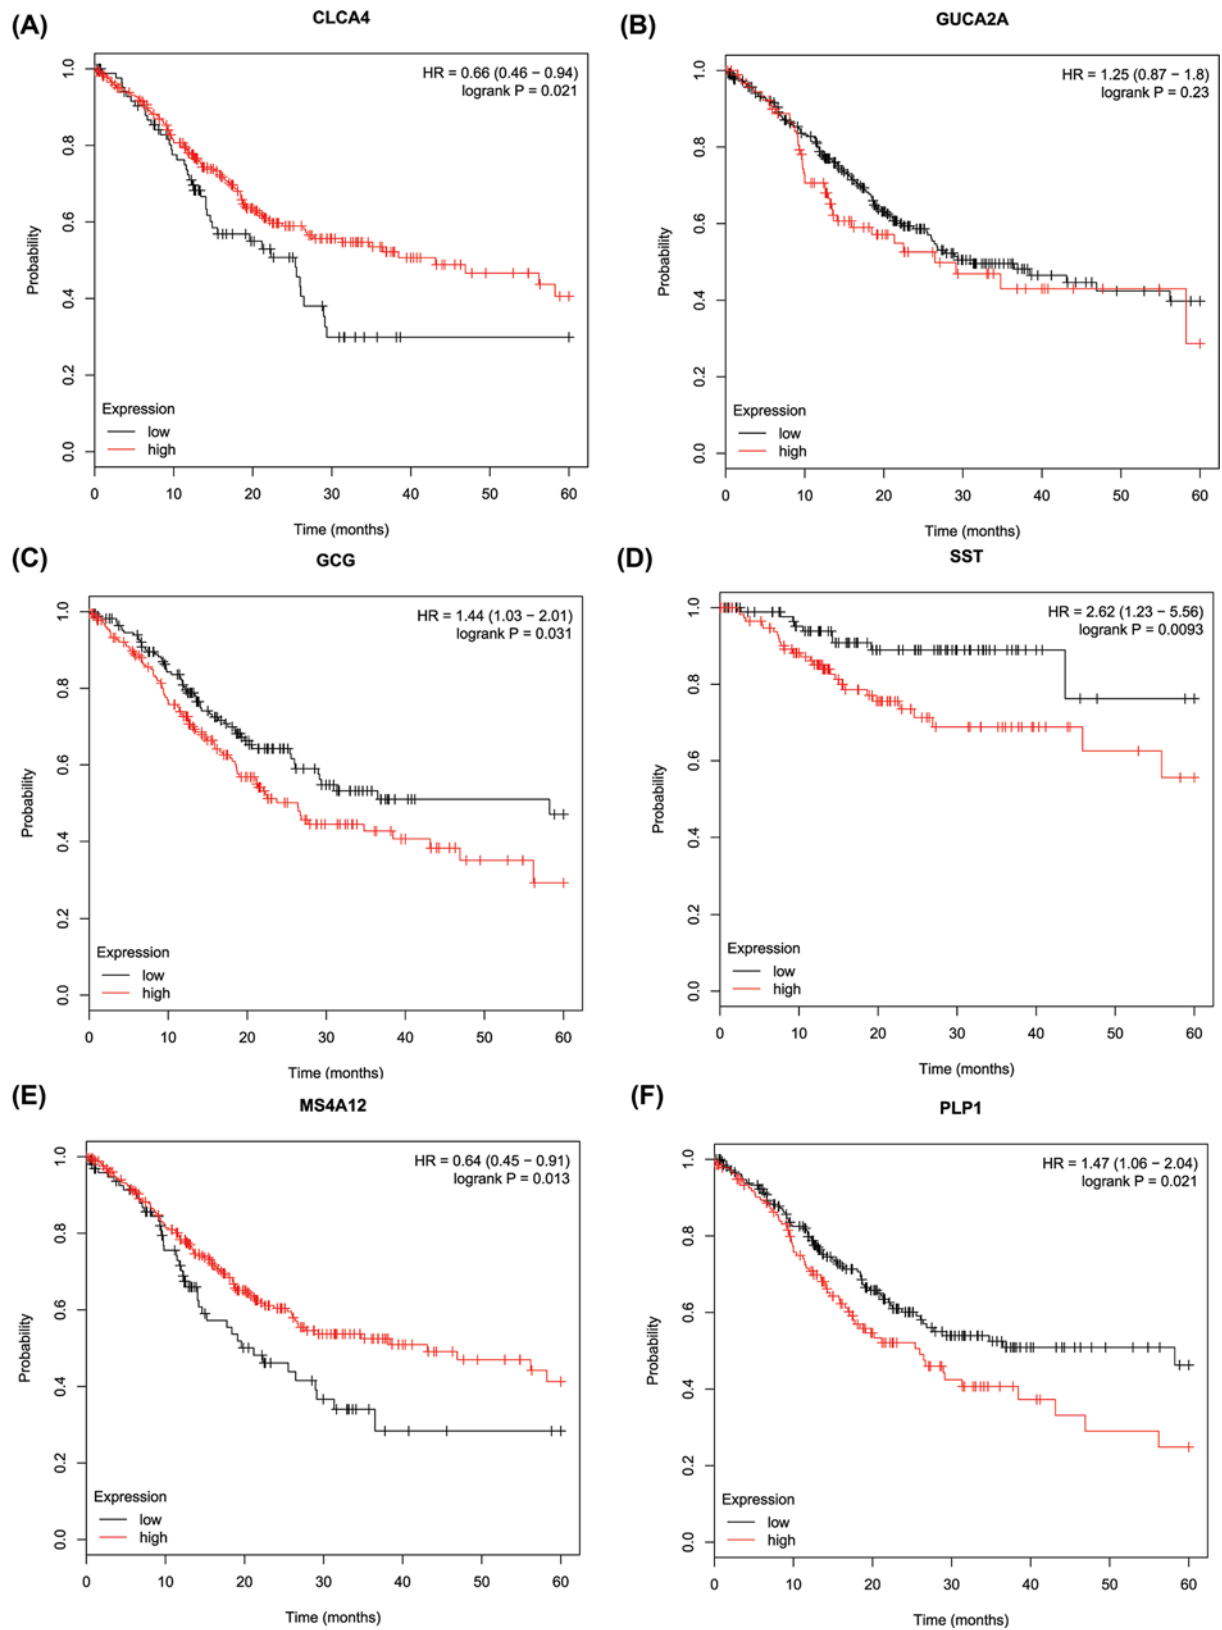 (A)
CLCA4
HR = 0.66 (0.46 − 0.94)
logrank P = 0.021
Probability
1.0
0.8
0.6
0.4
0.2
0.0
Expression
low
high
0 10 20 30 40 50 60
Time (months)
(B)
GUCA2A
HR = 1.25 (0.87 − 1.8)
logrank P = 0.23
Probability
1.0
0.8
0.6
0.4
0.2
0.0
Expression
low
high
0 10 20 30 40 50 60
Time (months)
(C)
GCG
HR = 1.44 (1.03 − 2.01)
logrank P = 0.031
Probability
1.0
0.8
0.6
0.4
0.2
0.0
Expression
low
high
0 10 20 30 40 50 60
Time (months)
(D)
SST
HR = 2.62 (1.23 − 5.56)
logrank P = 0.0093
Probability
1.0
0.8
0.6
0.4
0.2
0.0
Expression
low
high
0 10 20 30 40 50 60
Time (months)
(E)
MS4A12
HR = 0.64 (0.45 − 0.91)
logrank P = 0.013
Probability
1.0
0.8
0.6
0.4
0.2
0.0
Expression
low
high
0 10 20 30 40 50 60
Time (months)
(F)
PLP1
HR = 1.47 (1.06 − 2.04)
logrank P = 0.021
Probability
1.0
0.8
0.6
0.4
0.2
0.0
Expression
low
high
0 10 20 30 40 50 60
Time (months)